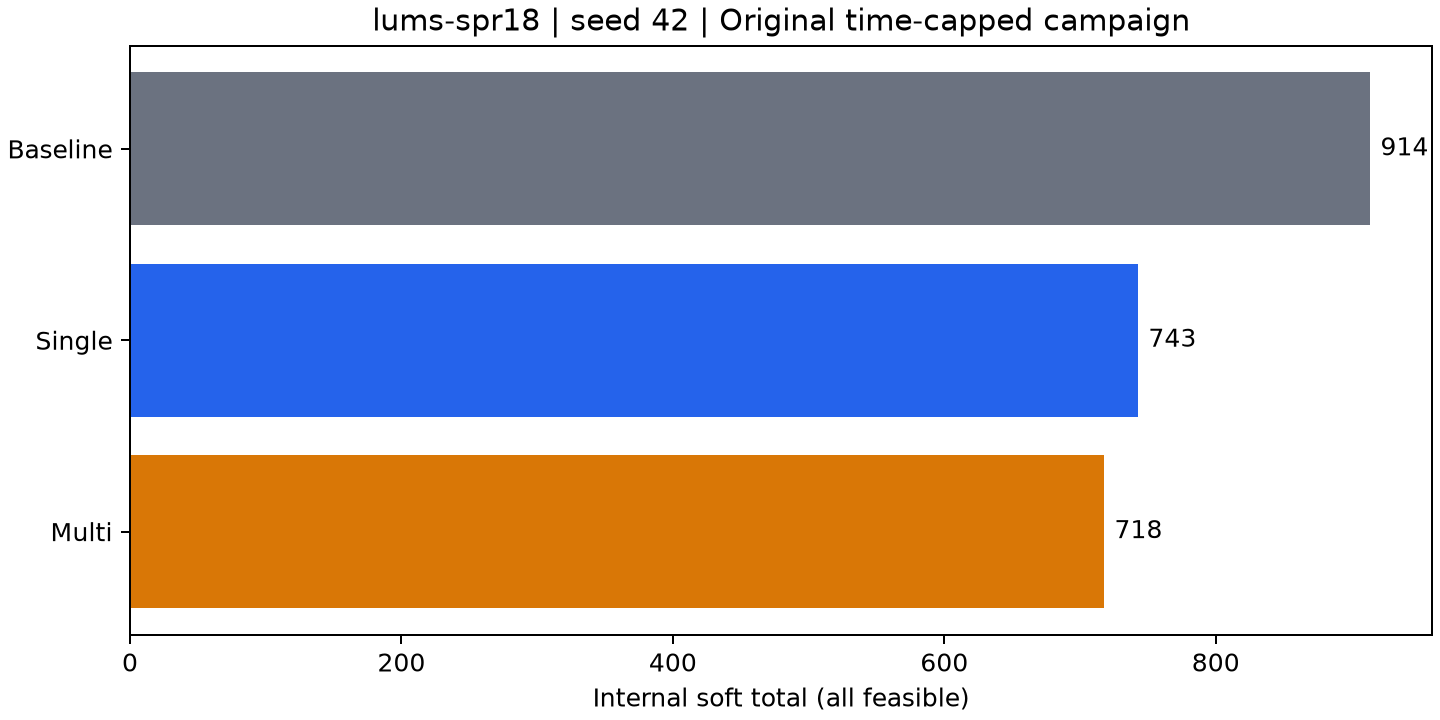 lums-spr18 | seed 42 | Original time-capped campaign
Baseline
914
Single
743
Multi
718
0 200 400 600 800
Internal soft total (all feasible)